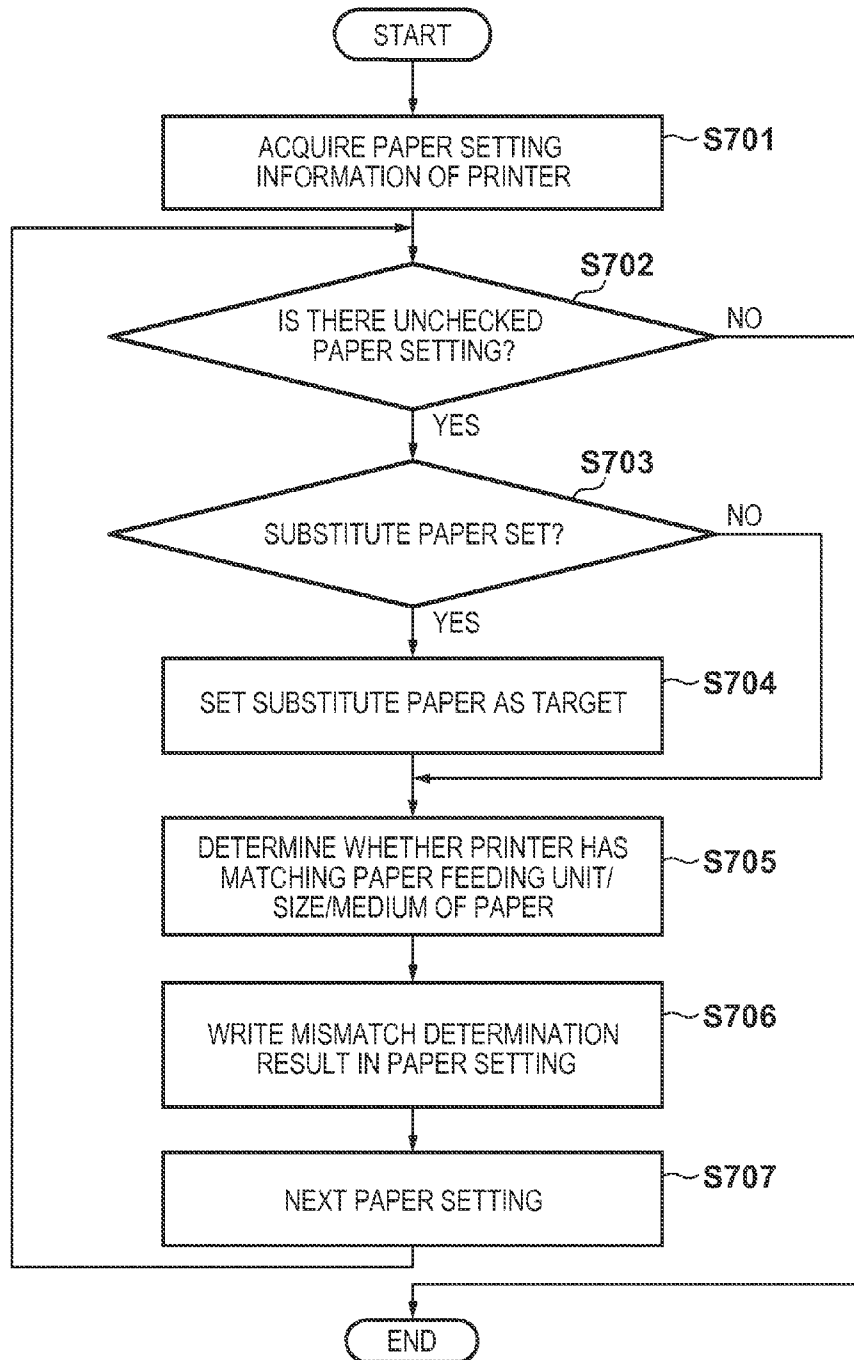 START
ACQUIRE PAPER SETTING
INFORMATION OF PRINTER
S701
S702
IS THERE UNCHECKED
PAPER SETTING?
NO
YES
S703
SUBSTITUTE PAPER SET?
NO
YES
SET SUBSTITUTE PAPER AS TARGET
S704
DETERMINE WHETHER PRINTER HAS
MATCHING PAPER FEEDING UNIT/
SIZE/MEDIUM OF PAPER
S705
WRITE MISMATCH DETERMINATION
RESULT IN PAPER SETTING
S706
NEXT PAPER SETTING
S707
END